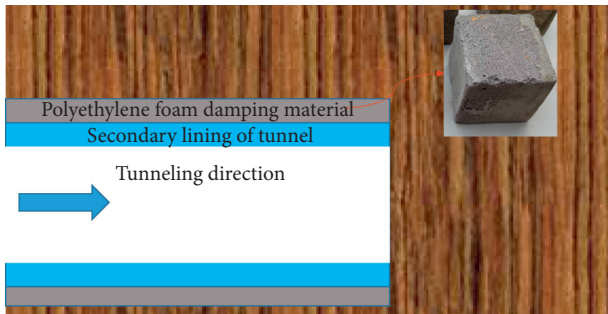 Polyethylene foam damping material
Secondary lining of tunnel
Tunneling direction